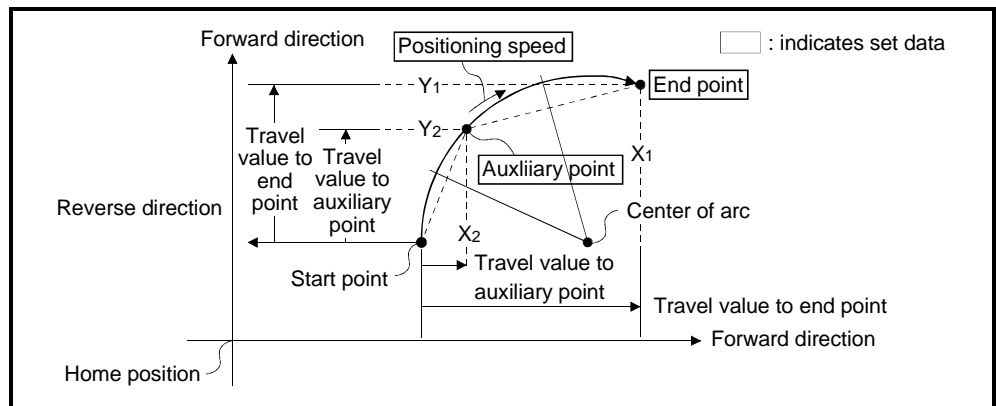 Forward direction
Positioning speed
: indicates set data
Y1
End point
Travel
value to
end
point
Y2
Travel
value to
auxiliary
point
X1
Auxliiary point
Reverse direction
Center of arc
X2
Start point
Travel value to
auxiliary point
Travel value to end point
Forward direction
Home position